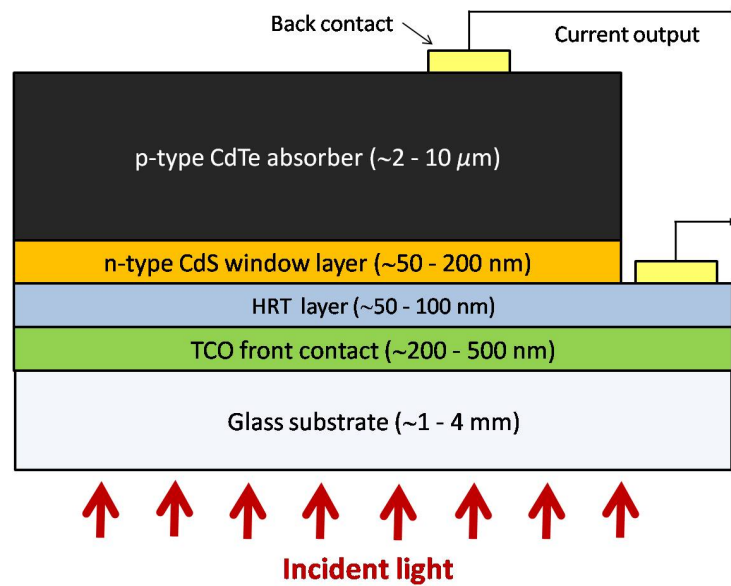 Back contact
Current output
p-type CdTe absorber (~2 - 10 µm)
n-type CdS window layer (~50 - 200 nm)
HRT layer (~50 - 100 nm)
TCO front contact (~200 - 500 nm)
Glass substrate (~1 - 4 mm)
Incident light